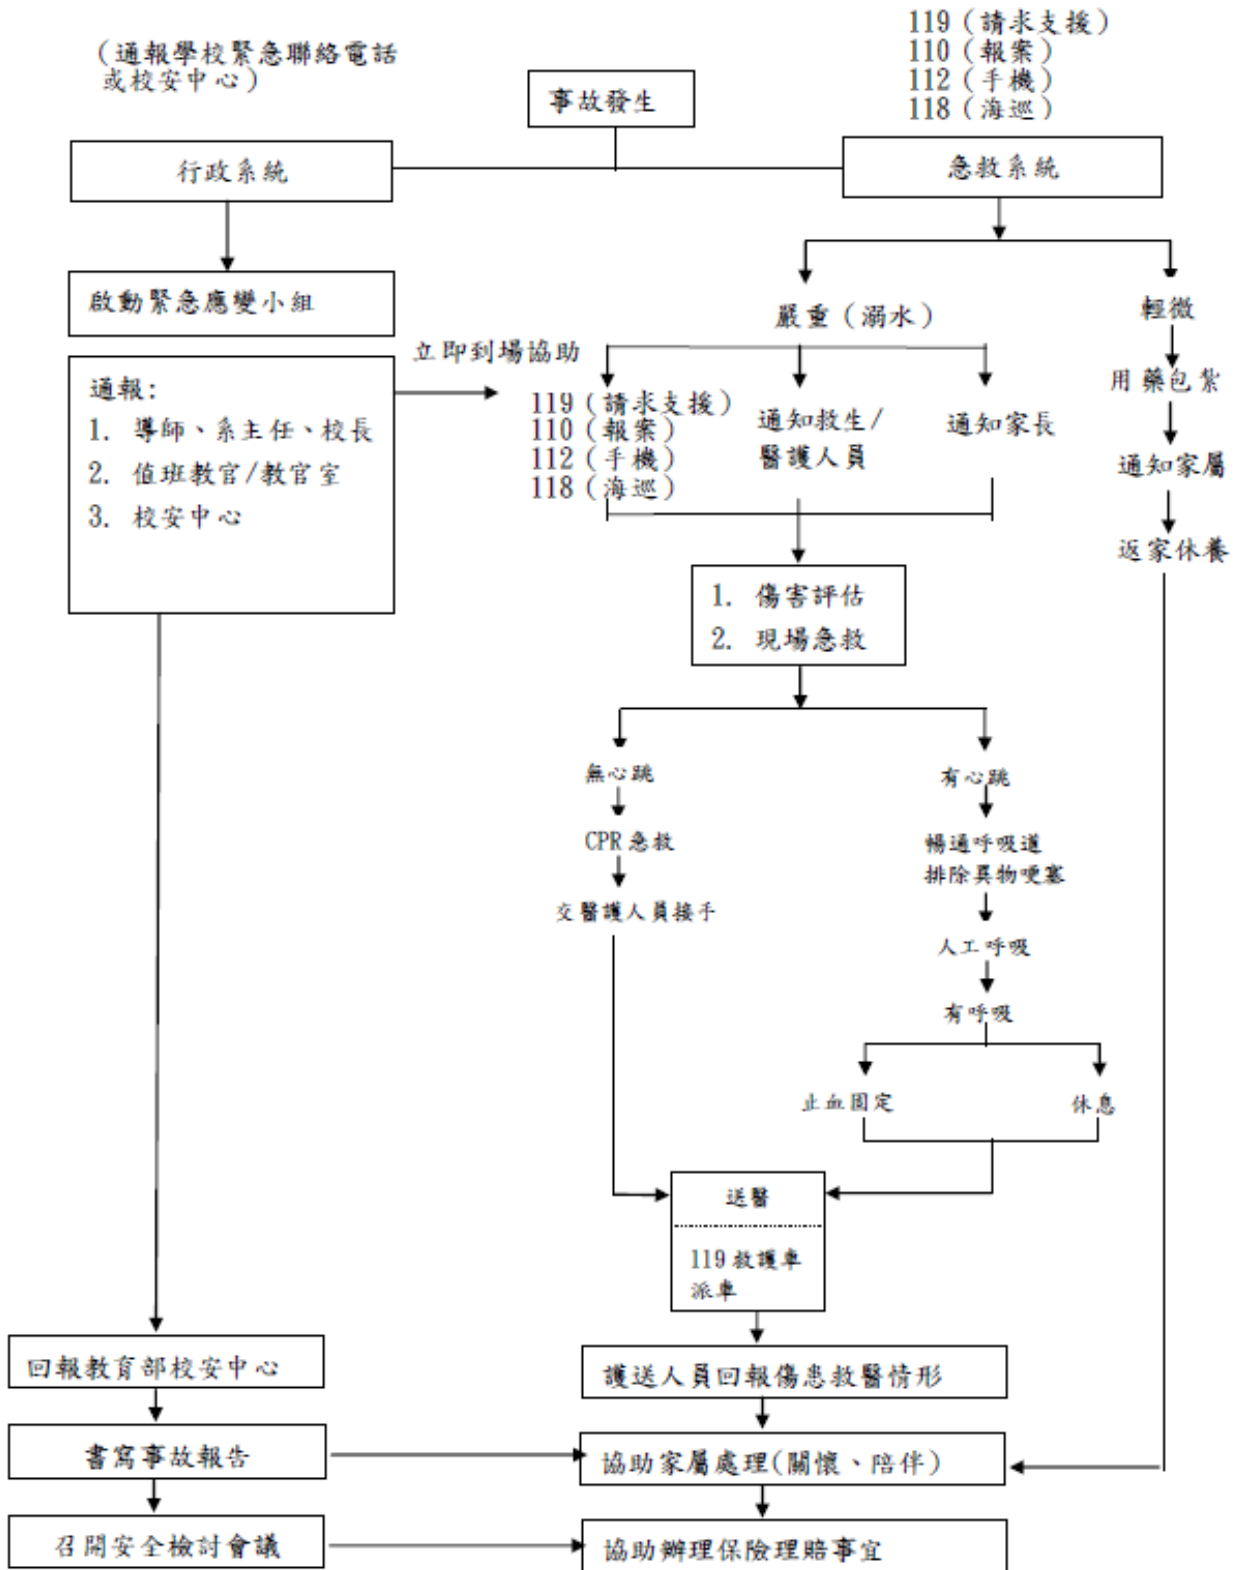 (通報學校緊急聯絡電話
或校安中心)
119(請求支援)
110(報案)
112(手機)
118(海巡)
事故發生
行政系統
急救系統
啟動緊急應變小組
嚴重(溺水)
輕微
立即到場協助
通報:
1. 導師、系主任、校長
2. 值班教官/教官室
3. 校安中心
119(請求支援)
110(報案)
112(手機)
118(海巡)
通知救生/
醫護人員
通知家長
用藥包紮
通知家屬
返家休養
1. 傷害評估
2. 現場急救
無心跳
有心跳
CPR 急救
暢通呼吸道
排除異物哽塞
交醫護人員接手
人工呼吸
有呼吸
止血固定
休息
送醫
119 救護車
派車
回報教育部校安中心
護送人員回報傷患救醫情形
書寫事故報告
協助家屬處理(關懷、陪伴)
召開安全檢討會議
協助辦理保險理賠事宜